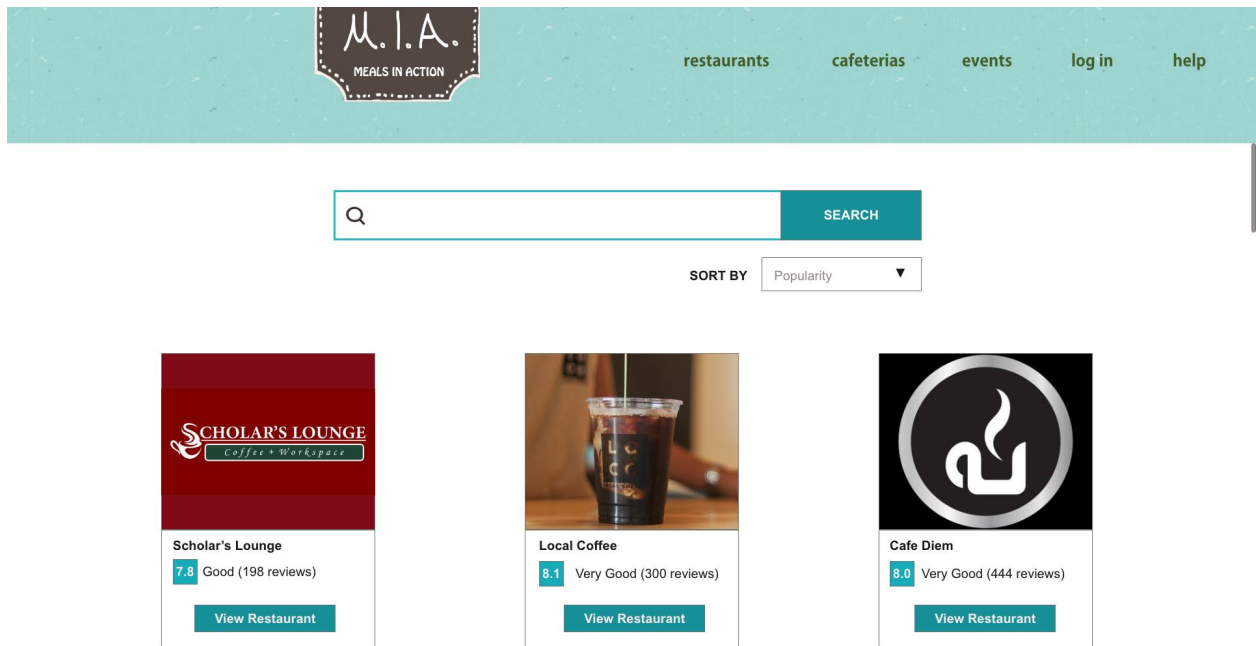 M.I.A.
MEALS IN ACTION
restaurants cafeterias events log in help
SEARCH
SORT BY Popularity
SCHOLAR'S LOUNGE
Coffee + Workspace
LO
CO
Scholar’s Lounge
7.8 Good (198 reviews)
View Restaurant
Local Coffee
8.1 Very Good (300 reviews)
View Restaurant
Cafe Diem
8.0 Very Good (444 reviews)
View Restaurant